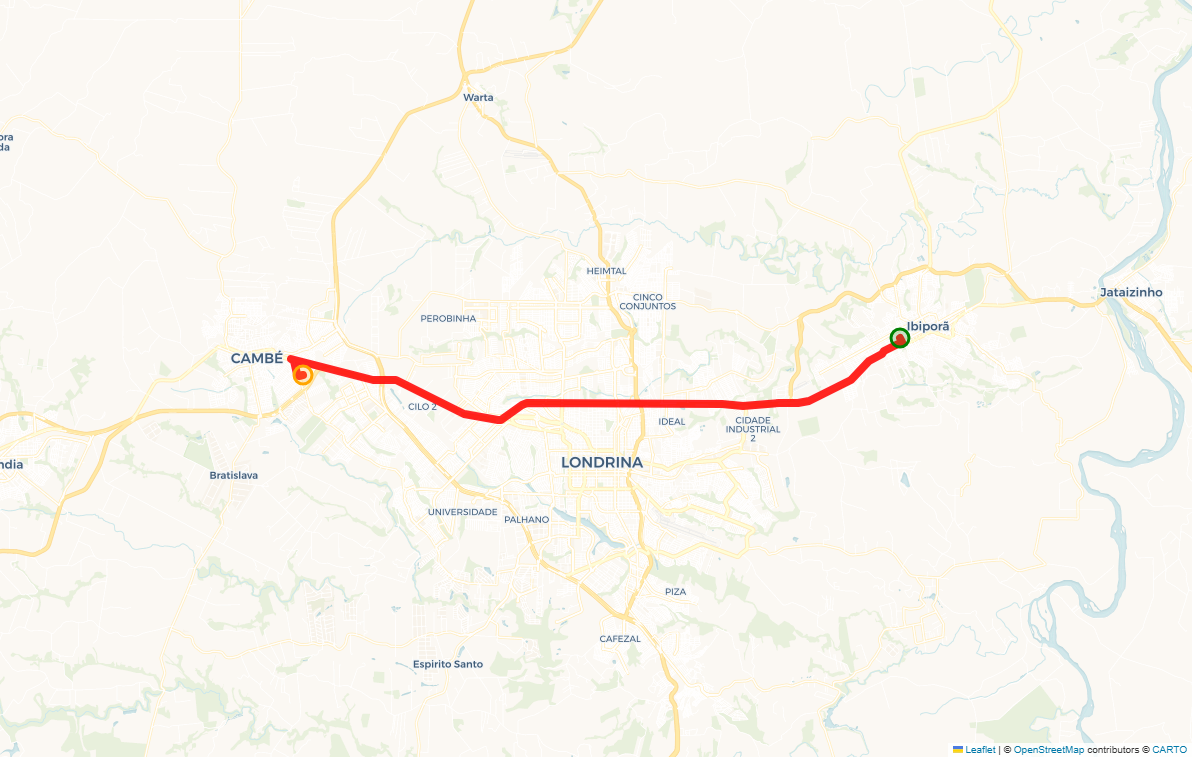 Warta
ora
da
HEIMTAL
Jataizinho
CINCO
CONJUNTOS
PEROBINHA
Ibiporã
CAMBÉ
CILO 2
IDEAL
CIDADE
INDUSTRIAL
2
LONDRINA
ndia
Bratislava
UNIVERSIDADE
PALHANO
PIZA
CAFEZAL
Espirito Santo
Leaflet | © OpenStreetMap contributors © CARTO